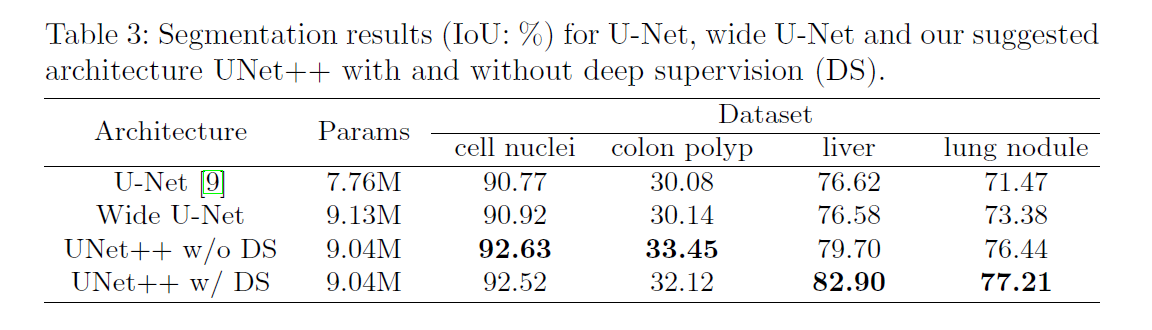 Table 3: Segmentation results (IoU: %) for U-Net, wide U-Net and our suggested
architecture UNet++ with and without deep supervision (DS).
Architecture Params Dataset
cell nuclei colon polyp liver lung nodule
U-Net [9] 7.76M 90.77 30.08 76.62 71.47
Wide U-Net 9.13M 90.92 30.14 76.58 73.38
UNet++ w/o DS 9.04M 92.63 33.45 79.70 76.44
UNet++ w/ DS 9.04M 92.52 32.12 82.90 77.21